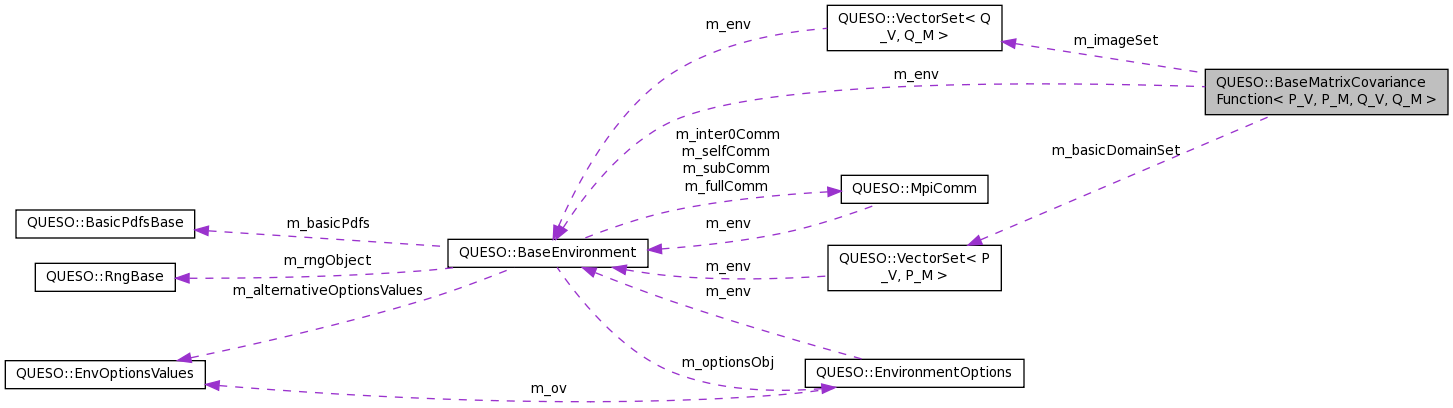 QUESO::VectorSet< Q
_V, Q_M >
m_env
m_imageSet
m_env
QUESO::BaseMatrixCovariance
Function< P_V, P_M, Q_V, Q_M >
m_inter0Comm
m_selfComm
m_subComm
m_fullComm
m_basicDomainSet
QUESO::MpiComm
QUESO::BasicPdfsBase
m_basicPdfs
m_env
QUESO::BaseEnvironment
QUESO::VectorSet< P
_V, P_M >
m_rngObject
m_env
QUESO::RngBase
m_alternativeOptionsValues
m_env
m_optionsObj
QUESO::EnvOptionsValues
QUESO::EnvironmentOptions
m_ov